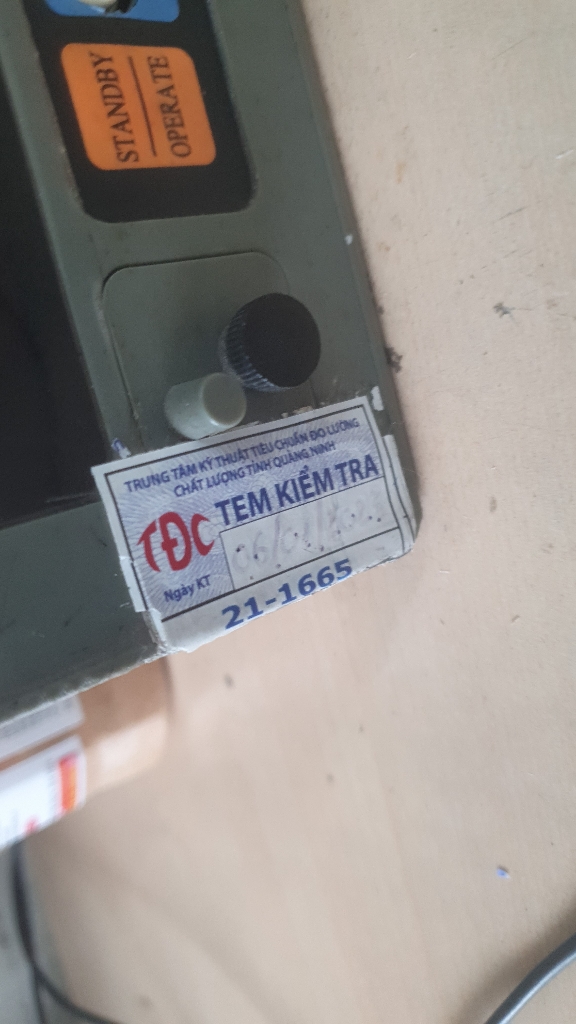 STANDBY
OPERATE
TRUNG TÂM KỸ THUẬT TIÊU CHUẨN ĐO LƯỜNG
CHẤT LƯỢNG TỈNH QUẢNG NINH
TĐC
TEM KIỂM TRA
Ngày KT
21-1665